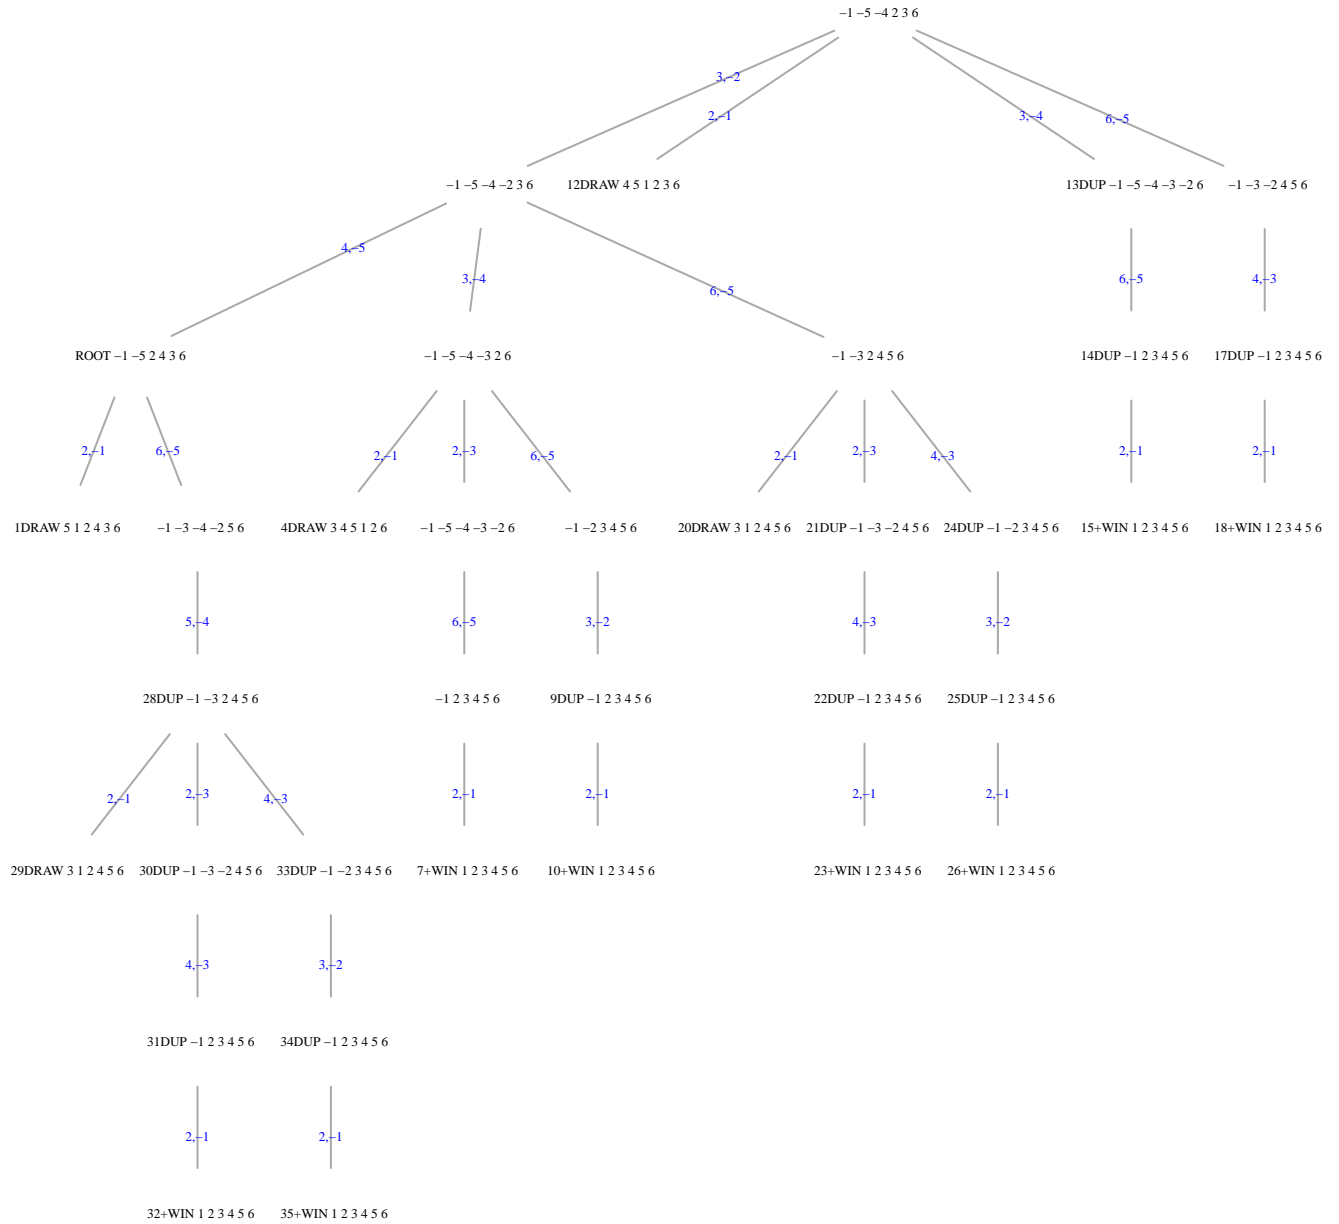 −1 −5 −4 2 3 6
3,−2
2,−1
3,−4
6,−5
−1 −5 −4 −2 3 6
12DRAW 4 5 1 2 3 6
13DUP −1 −5 −4 −3 −2 6
−1 −3 −2 4 5 6
4,−5
3,−4
6,−5
6,−5
4,−3
ROOT −1 −5 2 4 3 6
−1 −5 −4 −3 2 6
−1 −3 2 4 5 6
14DUP −1 2 3 4 5 6
17DUP −1 2 3 4 5 6
2,−1
6,−5
2,−1
2,−3
6,−5
2,−1
2,−3
4,−3
2,−1
2,−1
1DRAW 5 1 2 4 3 6
−1 −3 −4 −2 5 6
4DRAW 3 4 5 1 2 6
−1 −5 −4 −3 −2 6
−1 −2 3 4 5 6
20DRAW 3 1 2 4 5 6
21DUP −1 −3 −2 4 5 6
24DUP −1 −2 3 4 5 6
15+WIN 1 2 3 4 5 6
18+WIN 1 2 3 4 5 6
5,−4
6,−5
3,−2
4,−3
3,−2
28DUP −1 −3 2 4 5 6
−1 2 3 4 5 6
9DUP −1 2 3 4 5 6
22DUP −1 2 3 4 5 6
25DUP −1 2 3 4 5 6
2,−1
2,−3
4,−3
2,−1
2,−1
2,−1
2,−1
29DRAW 3 1 2 4 5 6
30DUP −1 −3 −2 4 5 6
33DUP −1 −2 3 4 5 6
7+WIN 1 2 3 4 5 6
10+WIN 1 2 3 4 5 6
23+WIN 1 2 3 4 5 6
26+WIN 1 2 3 4 5 6
4,−3
3,−2
31DUP −1 2 3 4 5 6
34DUP −1 2 3 4 5 6
2,−1
2,−1
32+WIN 1 2 3 4 5 6
35+WIN 1 2 3 4 5 6